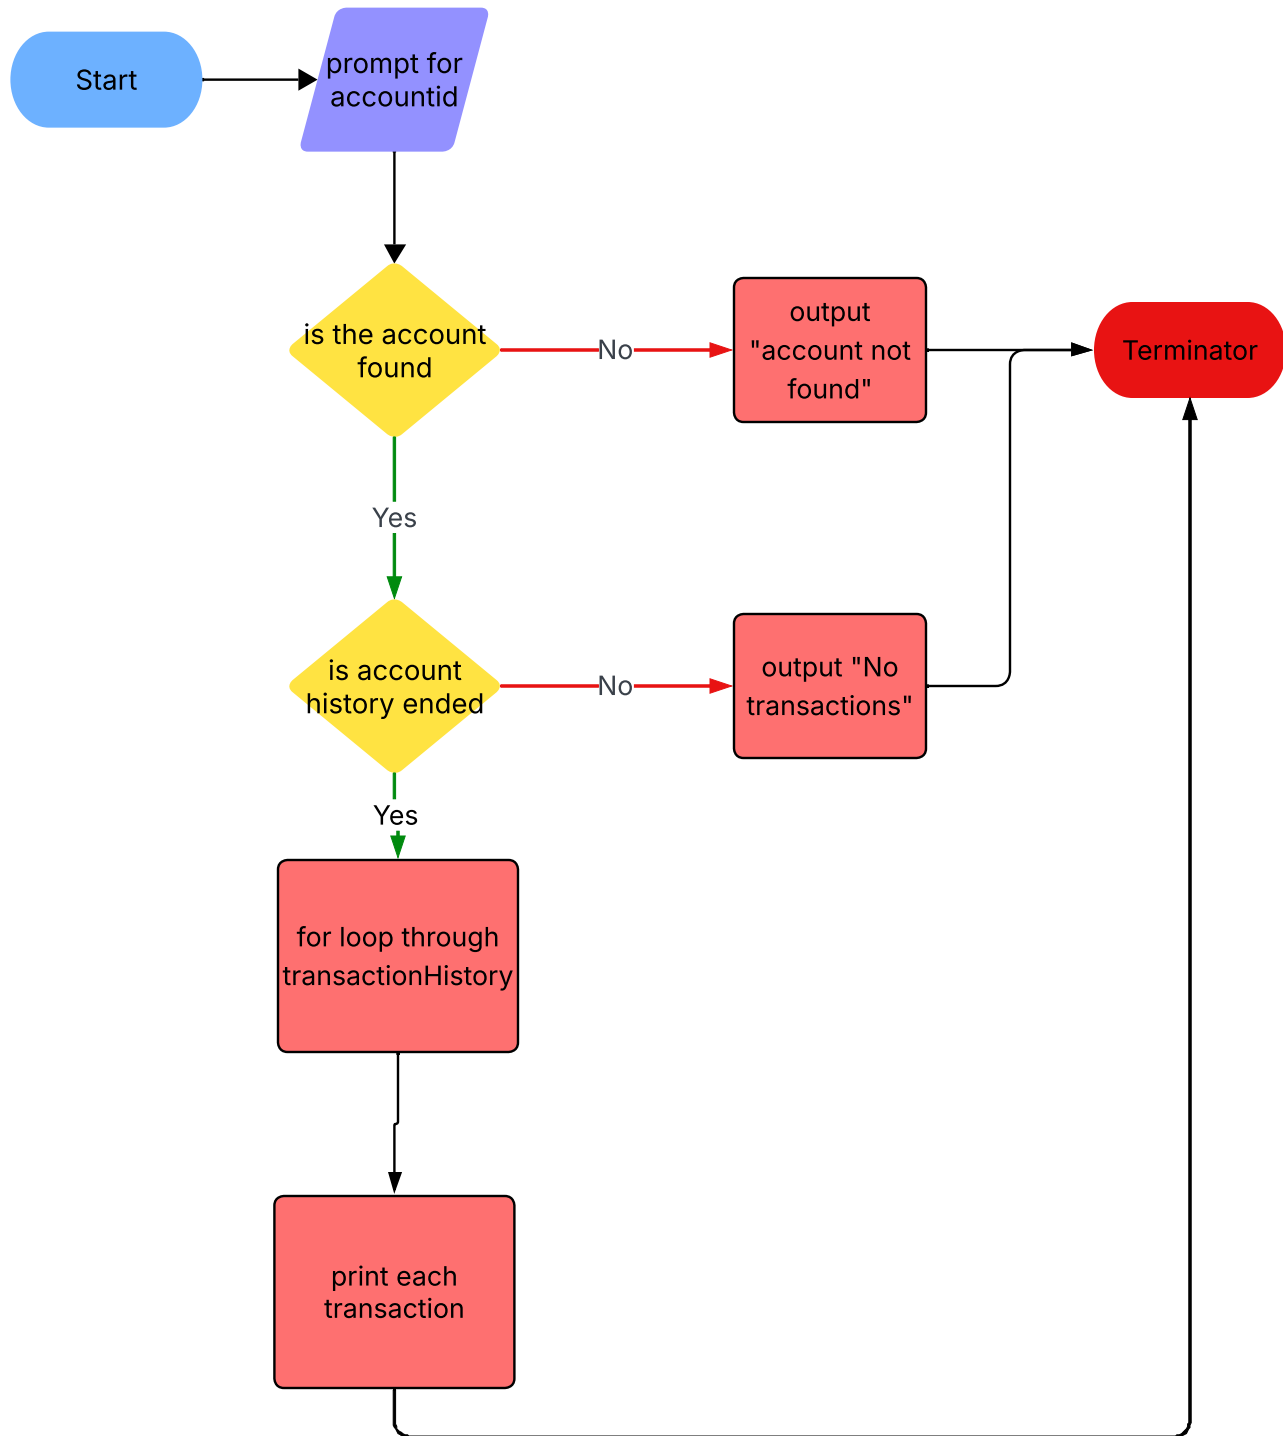 Start
prompt for
accountid
is the account
found
No
output
"account not
found"
Terminator
Yes
is account
history ended
No
output "No
transactions"
Yes
for loop through
transactionHistory
print each
transaction